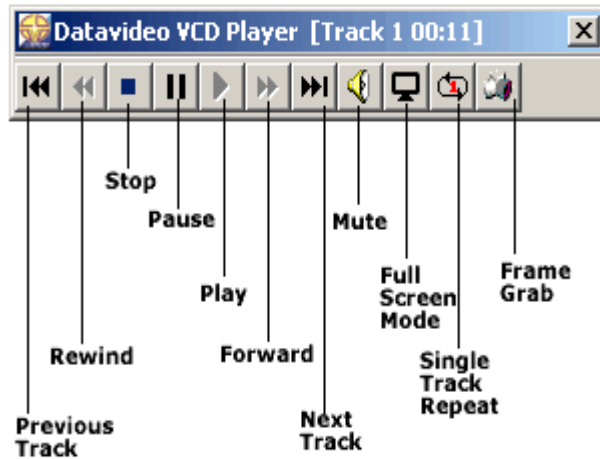 Datavideo VCD Player [Track 1 00:11]
1
Stop
Pause
Mute
Play
Full
Screen
Mode
Frame
Grab
Rewind
Forward
Single
Track
Repeat
Previous
Track
Next
Track